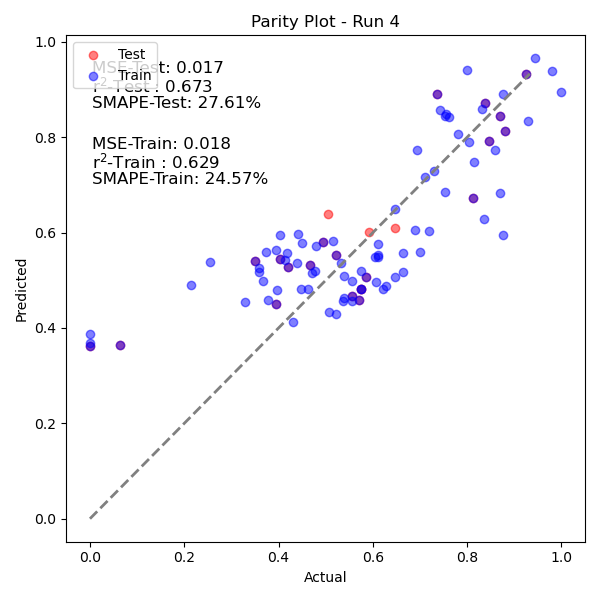 Parity Plot - Run 4
Test
Train
MSE-Test: 0.017
r²-Test : 0.673
SMAPE-Test: 27.61%
MSE-Train: 0.018
r²-Train : 0.629
SMAPE-Train: 24.57%
Predicted
1.0
0.8
0.6
0.4
0.2
0.0
0.0 0.2 0.4 0.6 0.8 1.0
Actual